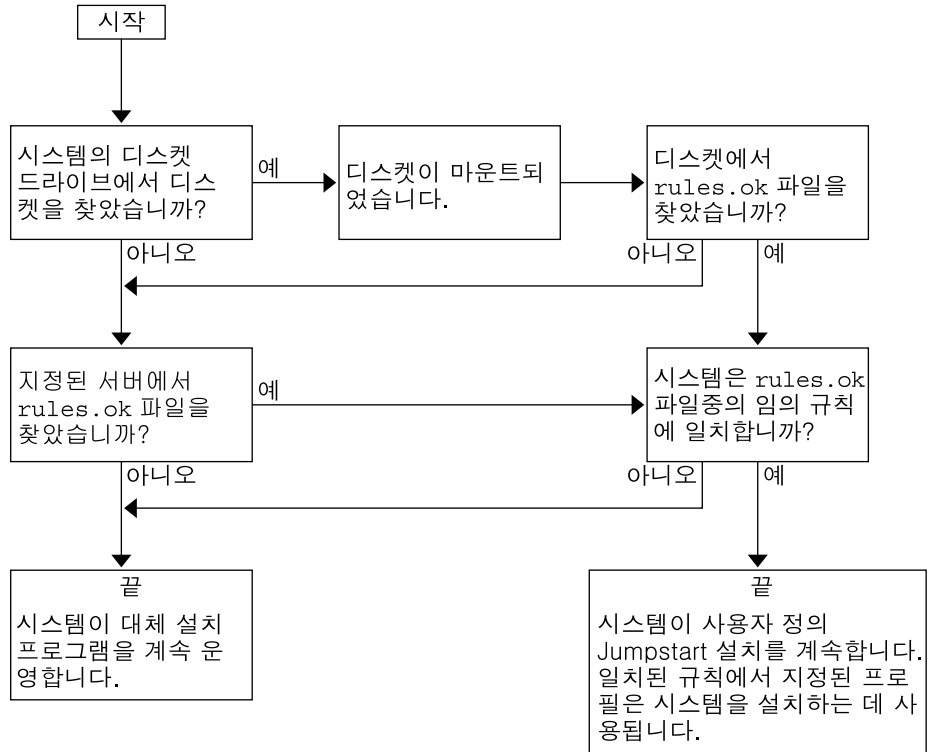 시작
시스템의 디스켓
드라이브에서 디스
켓을 찾았습니까?
예
디스켓이 마운트되
었습니다.
디스켓에서
rules.ok 파일을
찾았습니까?
아니오
아니오
예
지정된 서버에서
rules.ok 파일을
찾았습니까?
예
시스템은 rules.ok
파일중의 임의 규칙
에 일치합니까?
아니오
아니오
예
끝
시스템이 대체 설치
프로그램을 계속 운
영합니다.
끝
시스템이 사용자 정의
Jumpstart 설치를 계속합니다.
일치된 규칙에서 지정된 프로
필은 시스템을 설치하는 데 사
용됩니다.